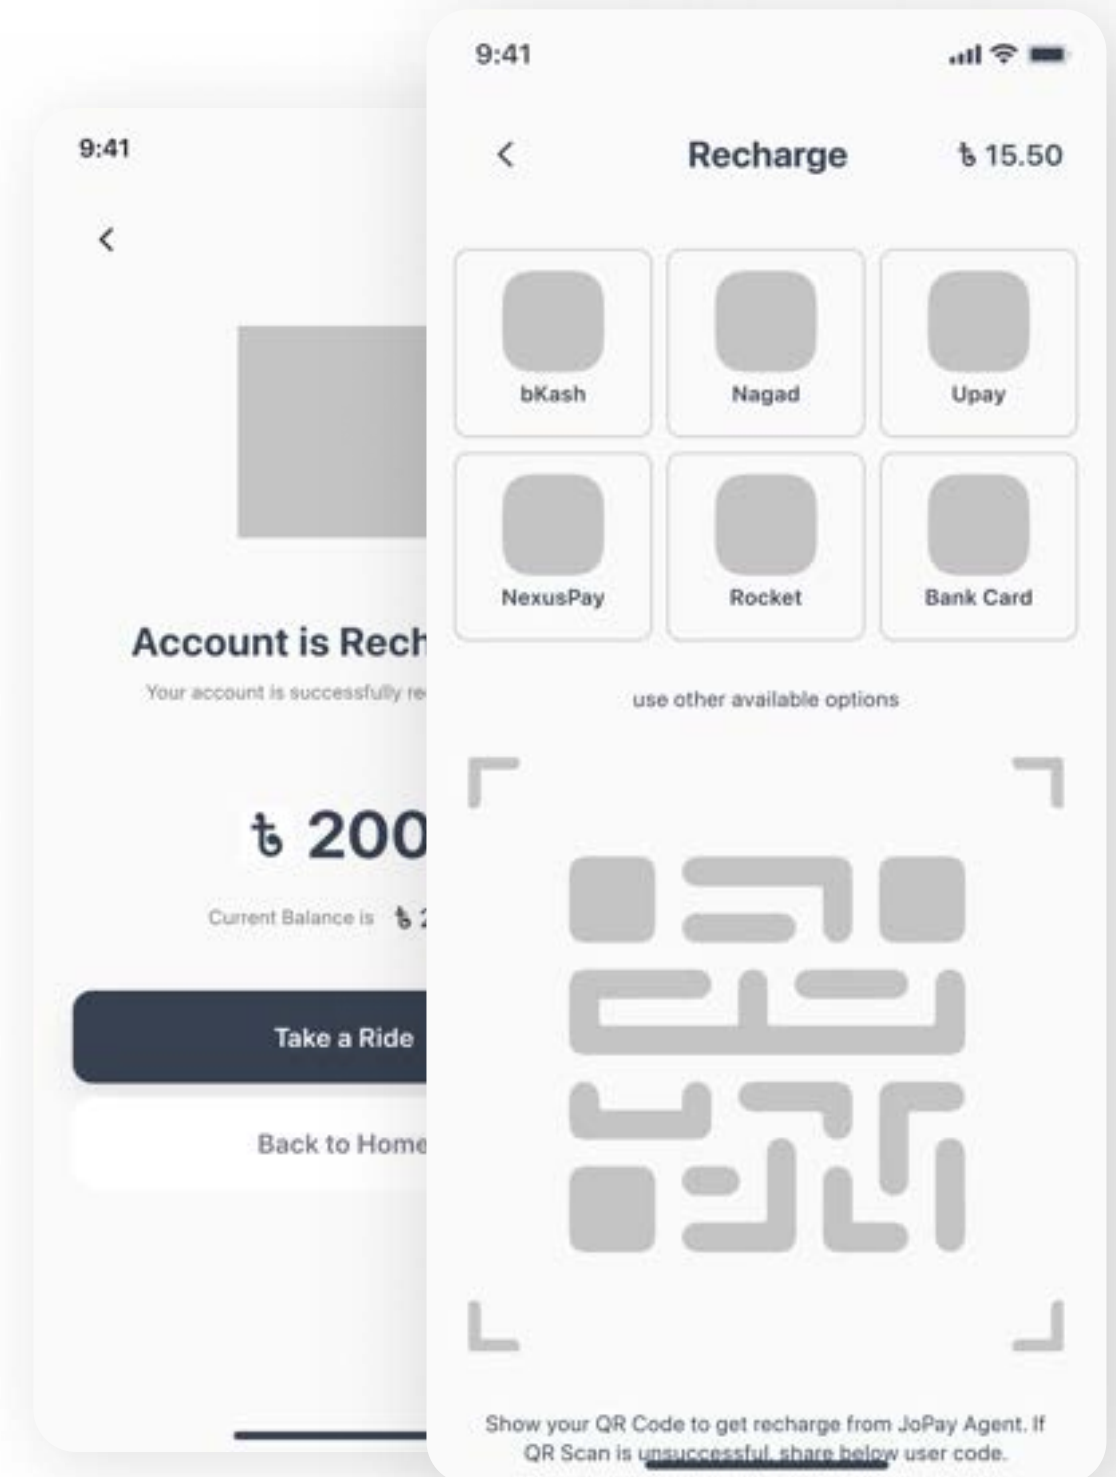 9:41
Recharge
৳ 15.50
bKash
Nagad
Upay
NexusPay
Rocket
Bank Card
use other available options
Show your QR Code to get recharge from JoPay Agent. If
QR Scan is unsuccessful, share below user code.
9:41
Account is Rech
Your account is successfully re
৳ 200
Current Balance is ৳ 2
Take a Ride
Back to Home